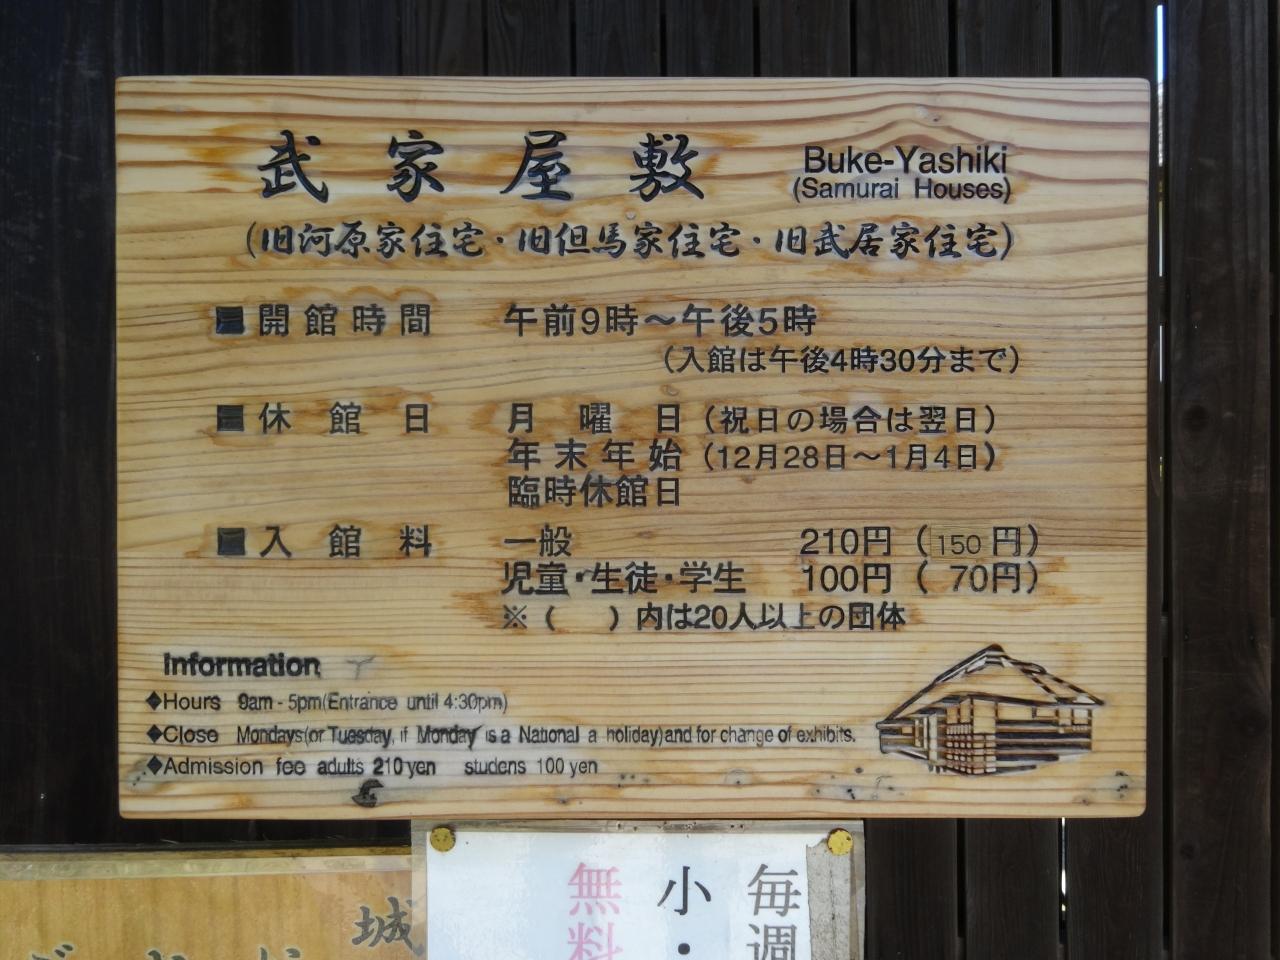 武家屋敷 Buke-Yashiki
(Samurai Houses)
(旧河原家住宅・旧但馬家住宅・旧武居家住宅)
■開館時間 午前9時～午後5時
(入館は午後4時30分まで)
■休館日 月曜日(祝日の場合は翌日)
年末年始(12月28日～1月4日)
臨時休館日
■入館料 一般 210円(150円)
児童・生徒・学生 100円(70円)
※( )内は20人以上の団体
Information
◆Hours 9am - 5pm(Entrance until 4:30pm)
◆Close Mondays(or Tuesday, if Monday is a National a holiday)and for change of exhibits.
◆Admission fee adults 210yen studens 100yen
毎週
小・
無料
城